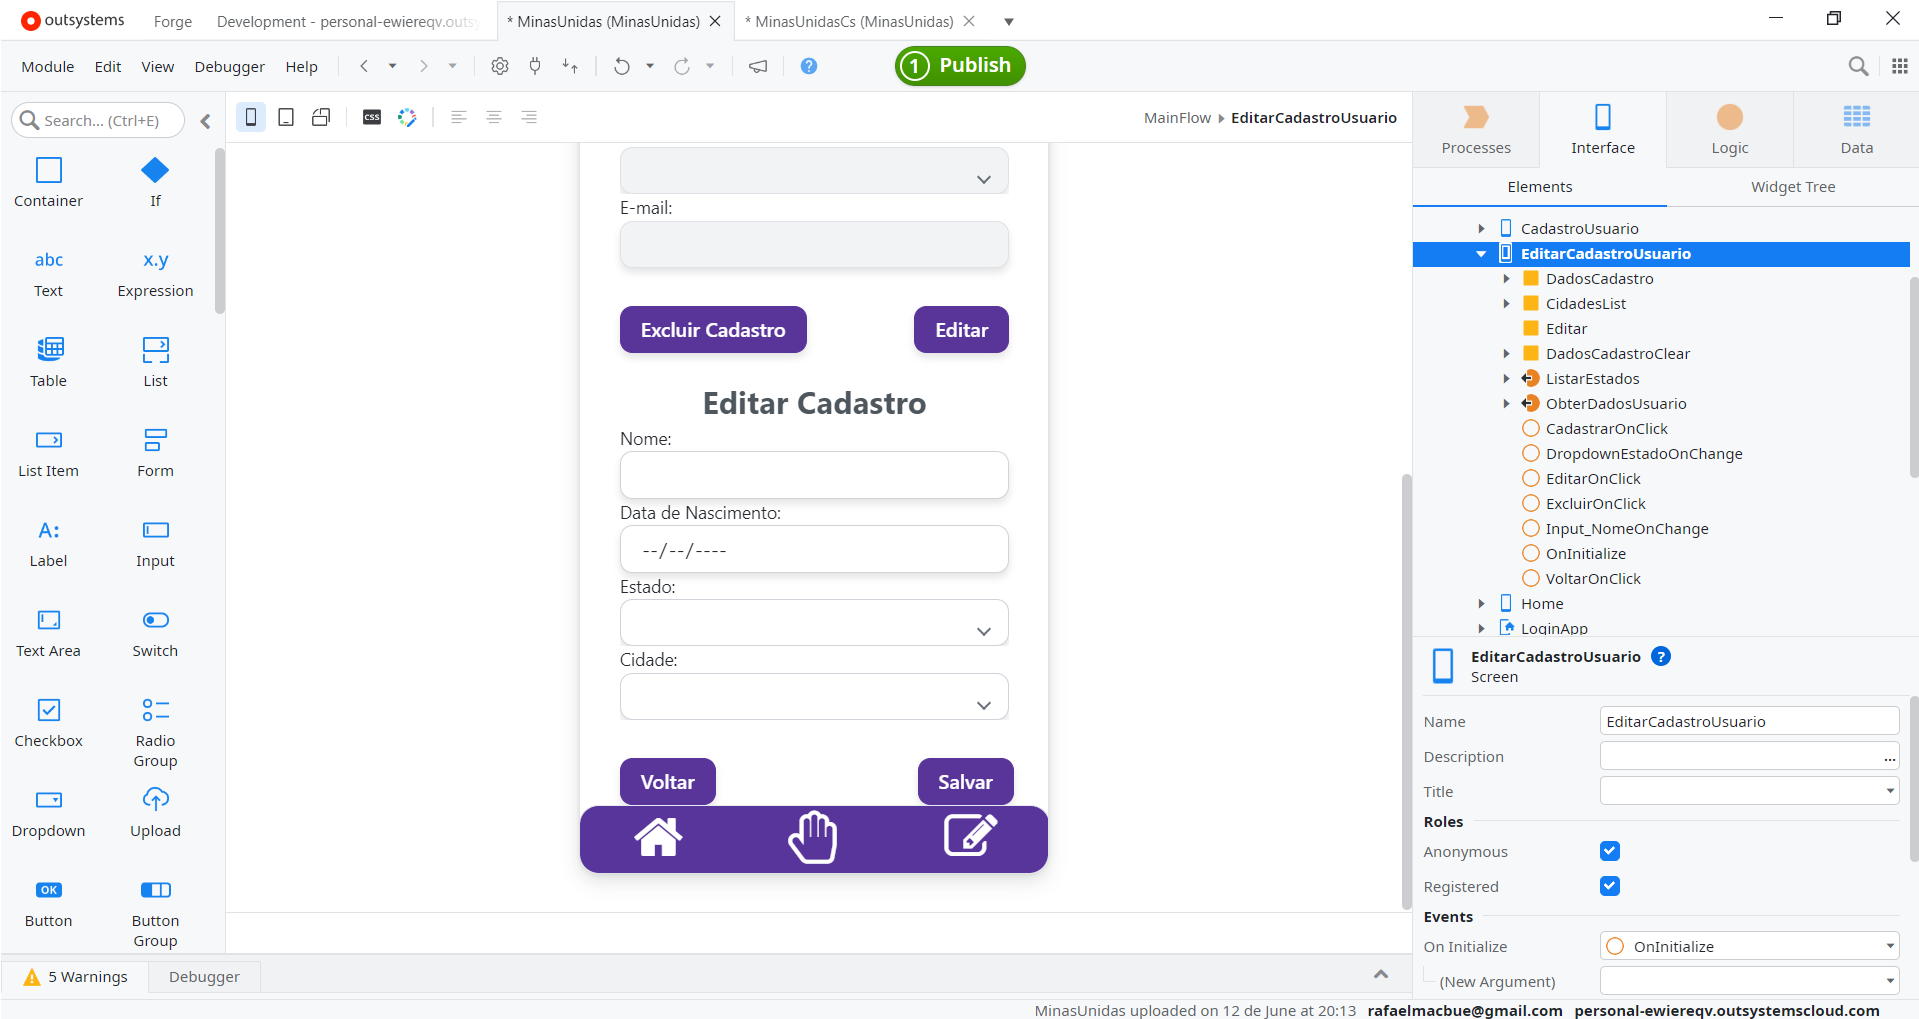 outsystems
Forge
Development - personal-ewiereqv.outsy
* MinasUnidas (MinasUnidas)
* MinasUnidasCs (MinasUnidas)
Module Edit View Debugger Help
1 Publish
Search... (Ctrl+E)
CSS
MainFlow EditarCadastroUsuario
Processes
Interface
Logic
Data
Elements
Widget Tree
Container
If
abc
x.y
Text
Expression
Table
List
List Item
Form
A:
Label
Input
Text Area
Switch
Checkbox
Radio
Group
Dropdown
Upload
OK
Button
Button
Group
E-mail:
Excluir Cadastro
Editar
Editar Cadastro
Nome:
Data de Nascimento:
--/--/----
Estado:
Cidade:
Voltar
Salvar
CadastroUsuario
EditarCadastroUsuario
DadosCadastro
CidadesList
Editar
DadosCadastroClear
ListarEstados
ObterDadosUsuario
CadastrarOnClick
DropdownEstadoOnChange
EditarOnClick
ExcluirOnClick
Input_NomeOnChange
OnInitialize
VoltarOnClick
Home
LoginApp
EditarCadastroUsuario ?
Screen
Name EditarCadastroUsuario
Description ...
Title
Roles
Anonymous
Registered
Events
On Initialize OnInitialize
(New Argument)
5 Warnings
Debugger
MinasUnidas uploaded on 12 de June at 20:13 rafaelmacbue@gmail.com personal-ewiereqv.outsystemscloud.com